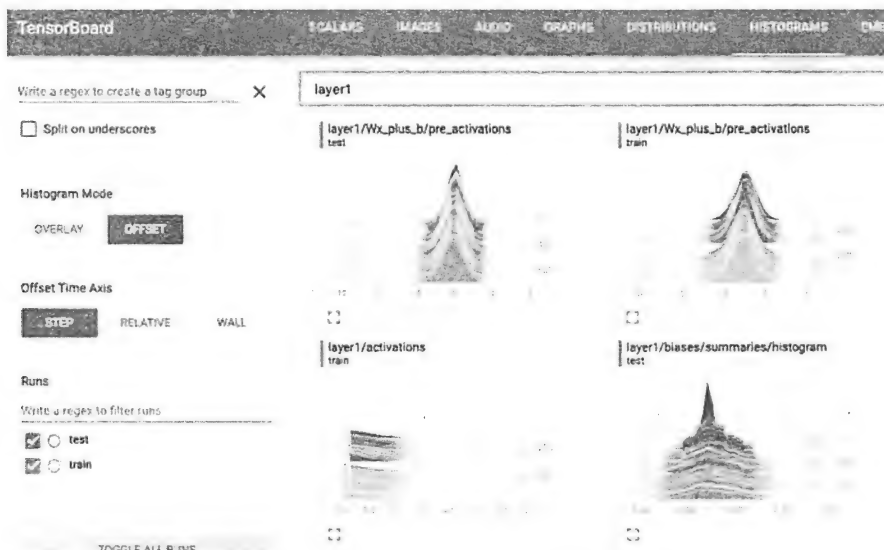 TensorBoard
SCALARS IMAGES AUDIO GRAPHS DISTRIBUTIONS HISTOGRAMS
Write a regex to create a tag group
layer1
Split on underscores
layer1/Wx_plus_b/pre_activations
test
layer1/Wx_plus_b/pre_activations
train
Histogram Mode
OVERLAY OFFSET
Offset Time Axis
STEP RELATIVE WALL
layer1/activations
train
layer1/biases/summaries/histogram
test
Runs
Write a regex to filter runs
test
train
TOGGLE ALL RUNS